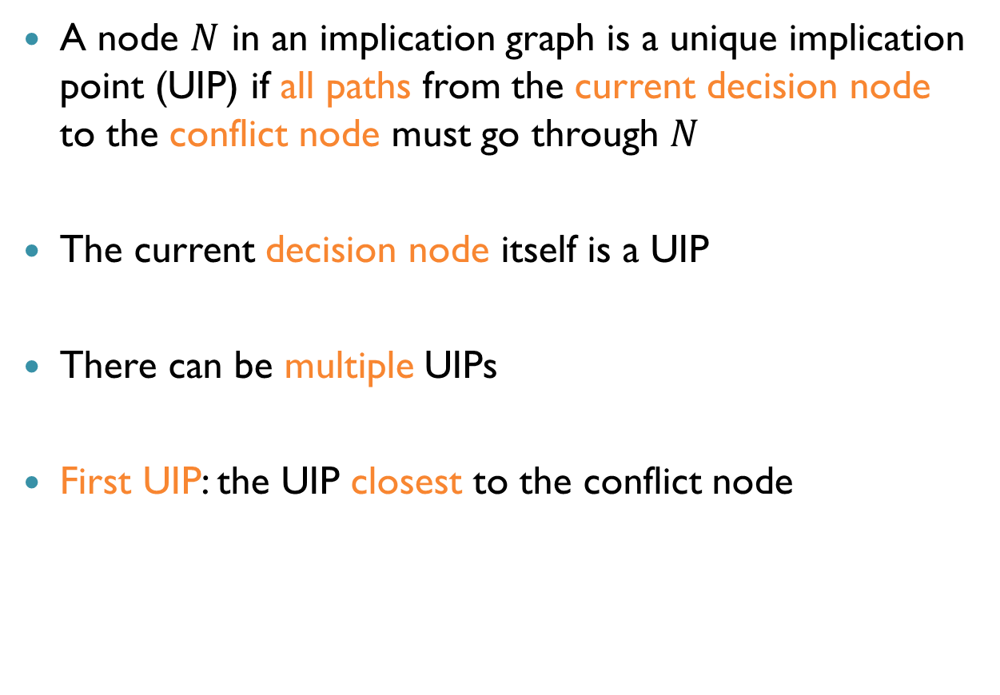 • A node N in an implication graph is a unique implication
point (UIP) if all paths from the current decision node
to the conflict node must go through N
• The current decision node itself is a UIP
• There can be multiple UIPs
• First UIP: the UIP closest to the conflict node